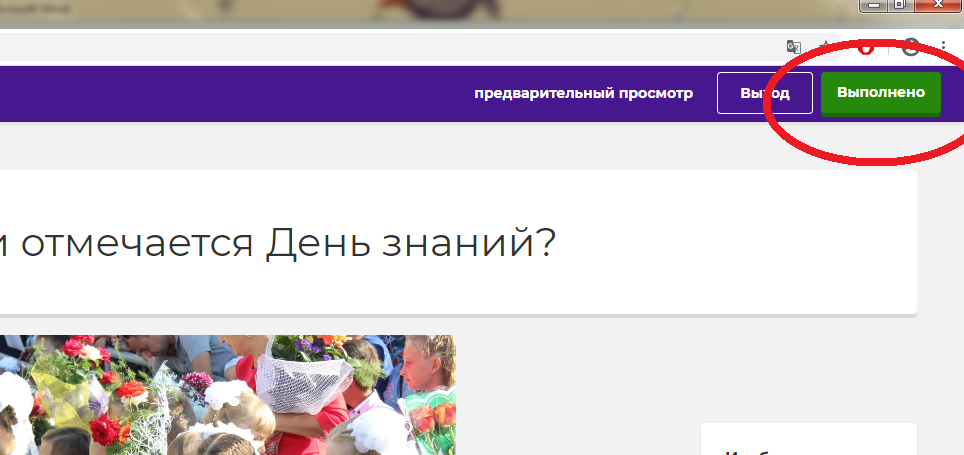 предварительный просмотр
Выход
Выполнено
и отмечается День знаний?